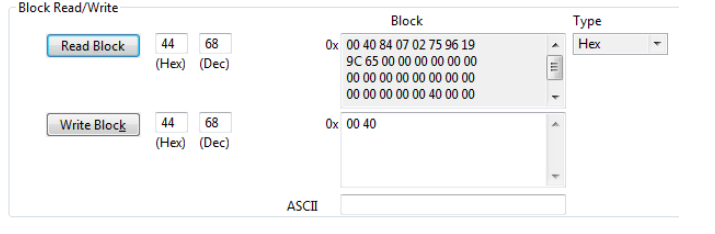 Block Read/Write
Block Type
Read Block 44 68 0x 00 40 84 07 02 75 96 19 Hex
(Hex) (Dec) 9C 65 00 00 00 00 00 00
00 00 00 00 00 00 00 00
00 00 00 00 00 40 00 00
Write Block 44 68 0x 00 40
(Hex) (Dec)
ASCII